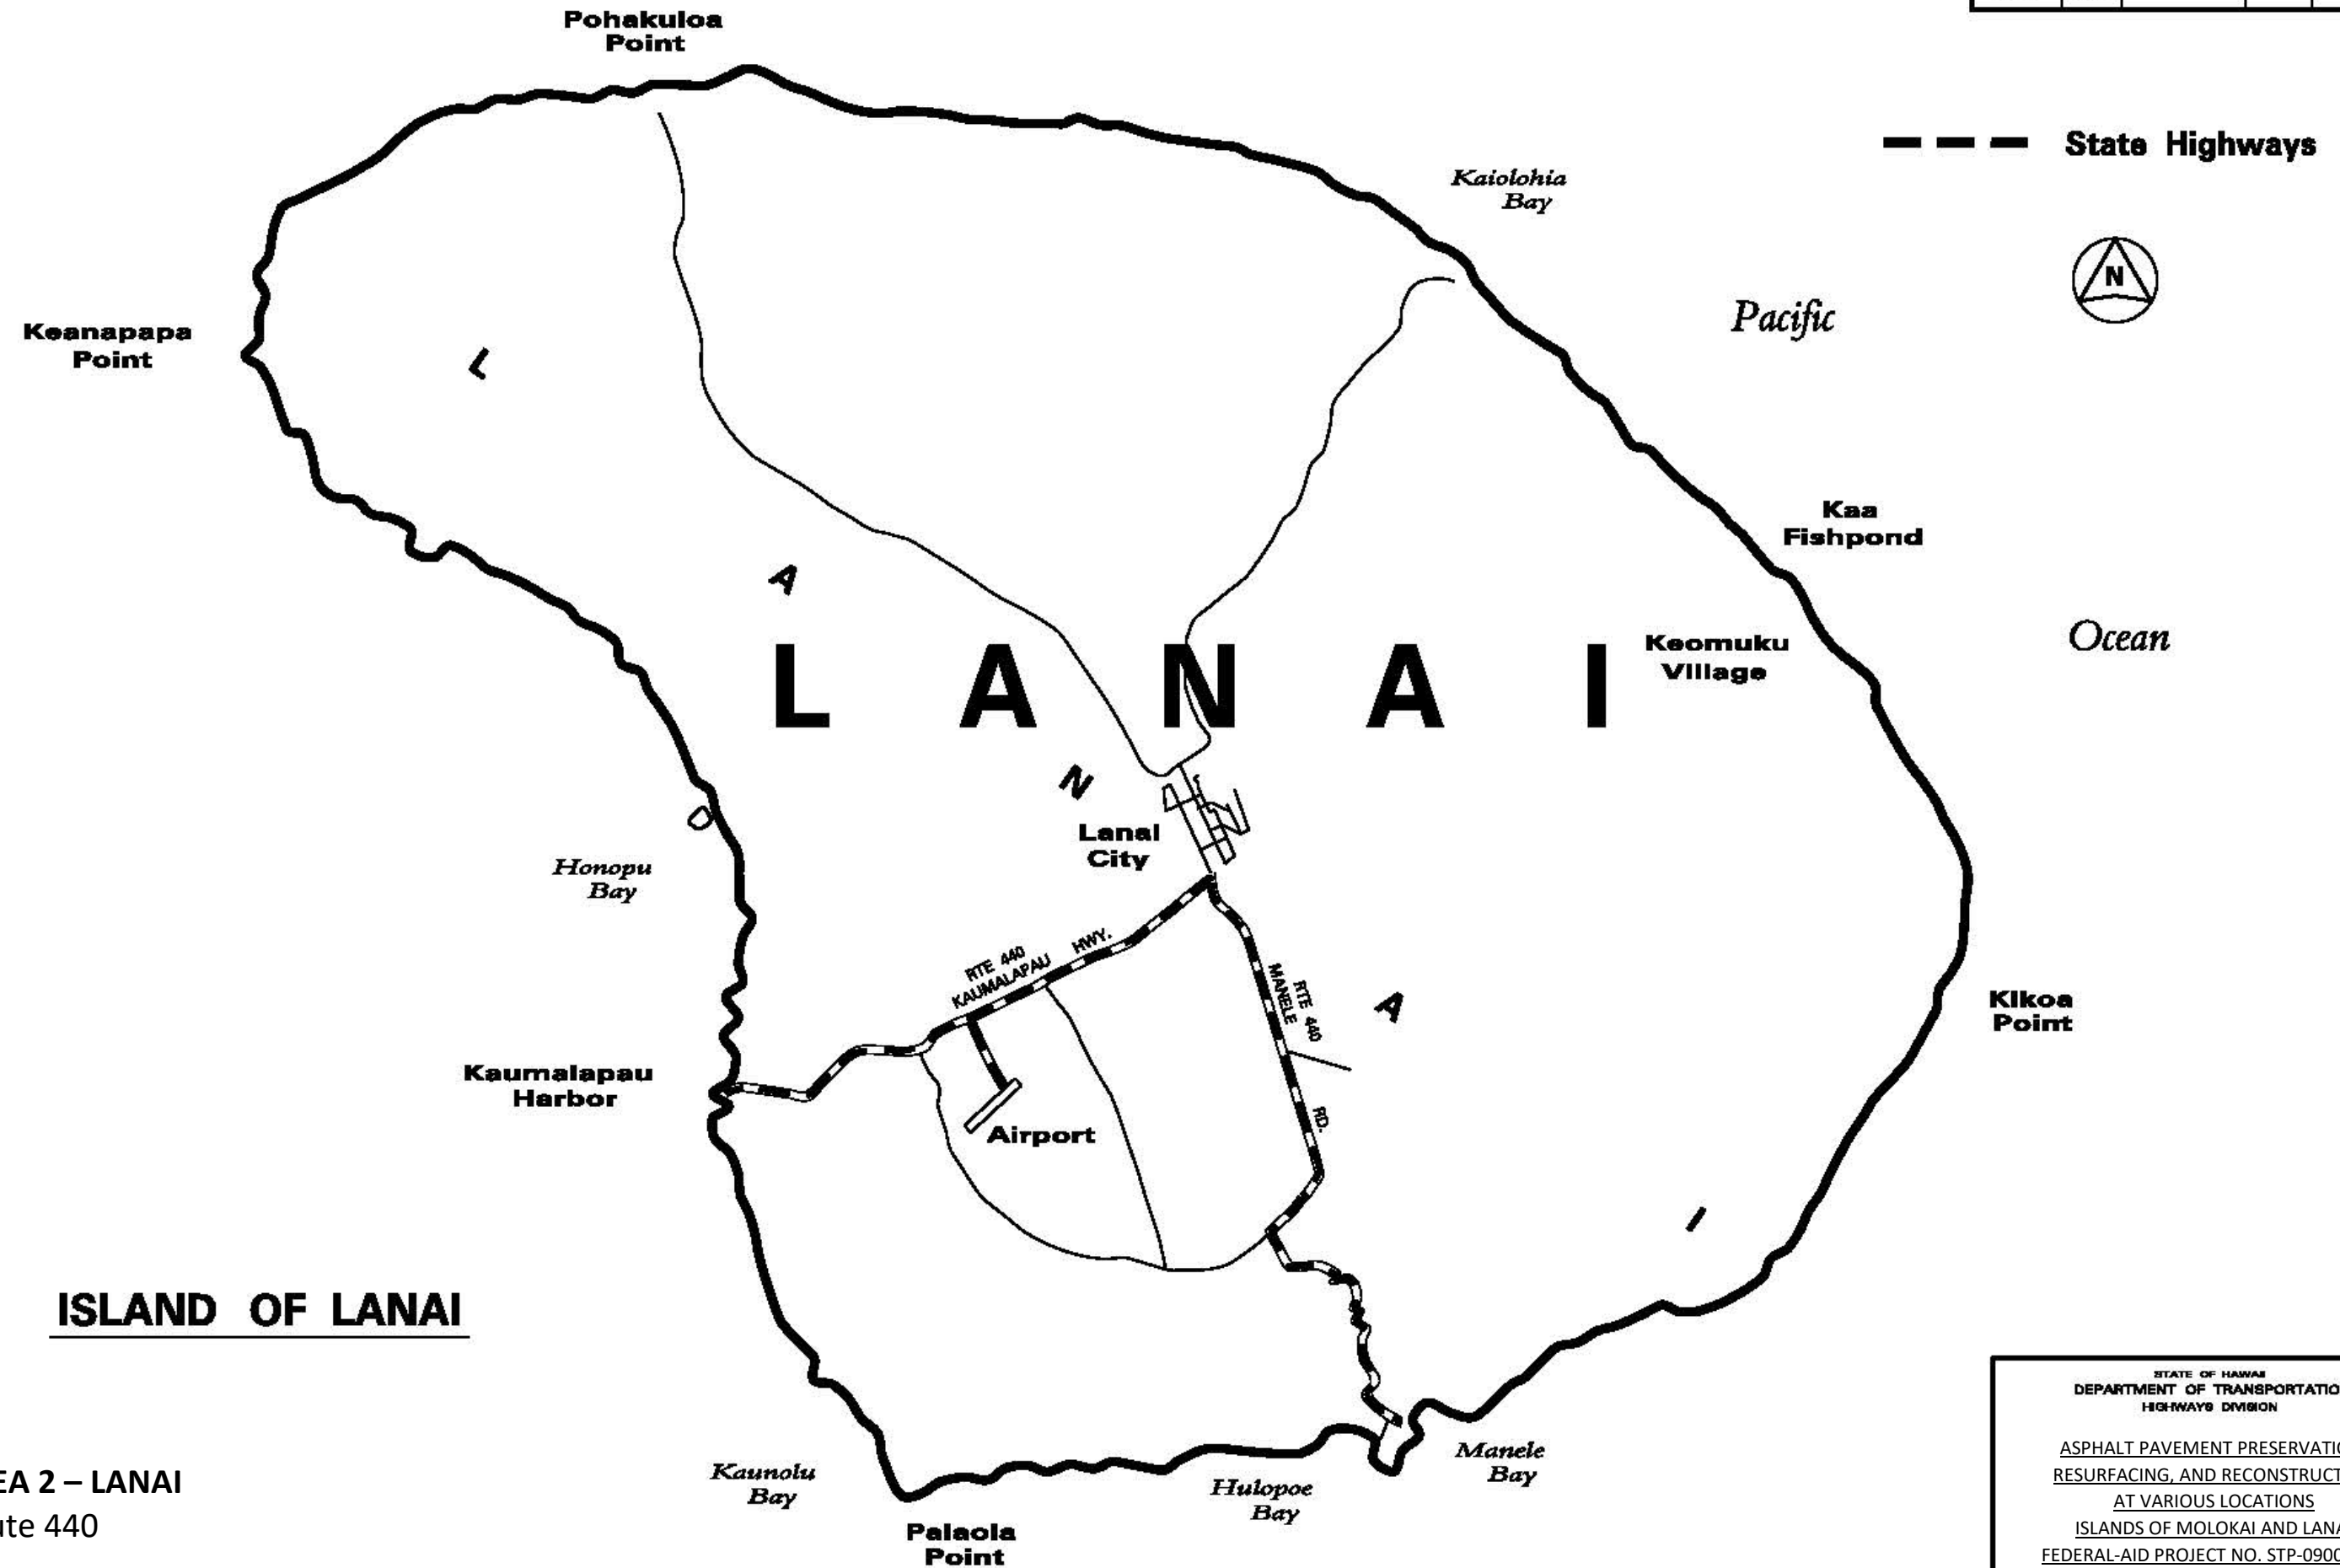 Pohakuloa
Point
State Highways
Kaiolohia
Bay
N
Pacific
Keanapapa
Point
L
Kaa
Fishpond
A
Ocean
Keomuku
Village
L A N A I
N
Lanai
City
Honopu
Bay
RTE 440
KAUMALAPAU HWY.
RTE 440
MANELE RD.
A
Kikoa
Point
Kaumalapau
Harbor
Airport
I
ISLAND OF LANAI
STATE OF HAWAII
DEPARTMENT OF TRANSPORTATIO
HIGHWAYS DIVISION
ASPHALT PAVEMENT PRESERVATIO
RESURFACING, AND RECONSTRUCT
AT VARIOUS LOCATIONS
ISLANDS OF MOLOKAI AND LANA
FEDERAL-AID PROJECT NO. STP-0900
Manele
Bay
Kaunolu
Bay
Hulopoe
Bay
EA 2 – LANAI
ute 440
Palaola
Point